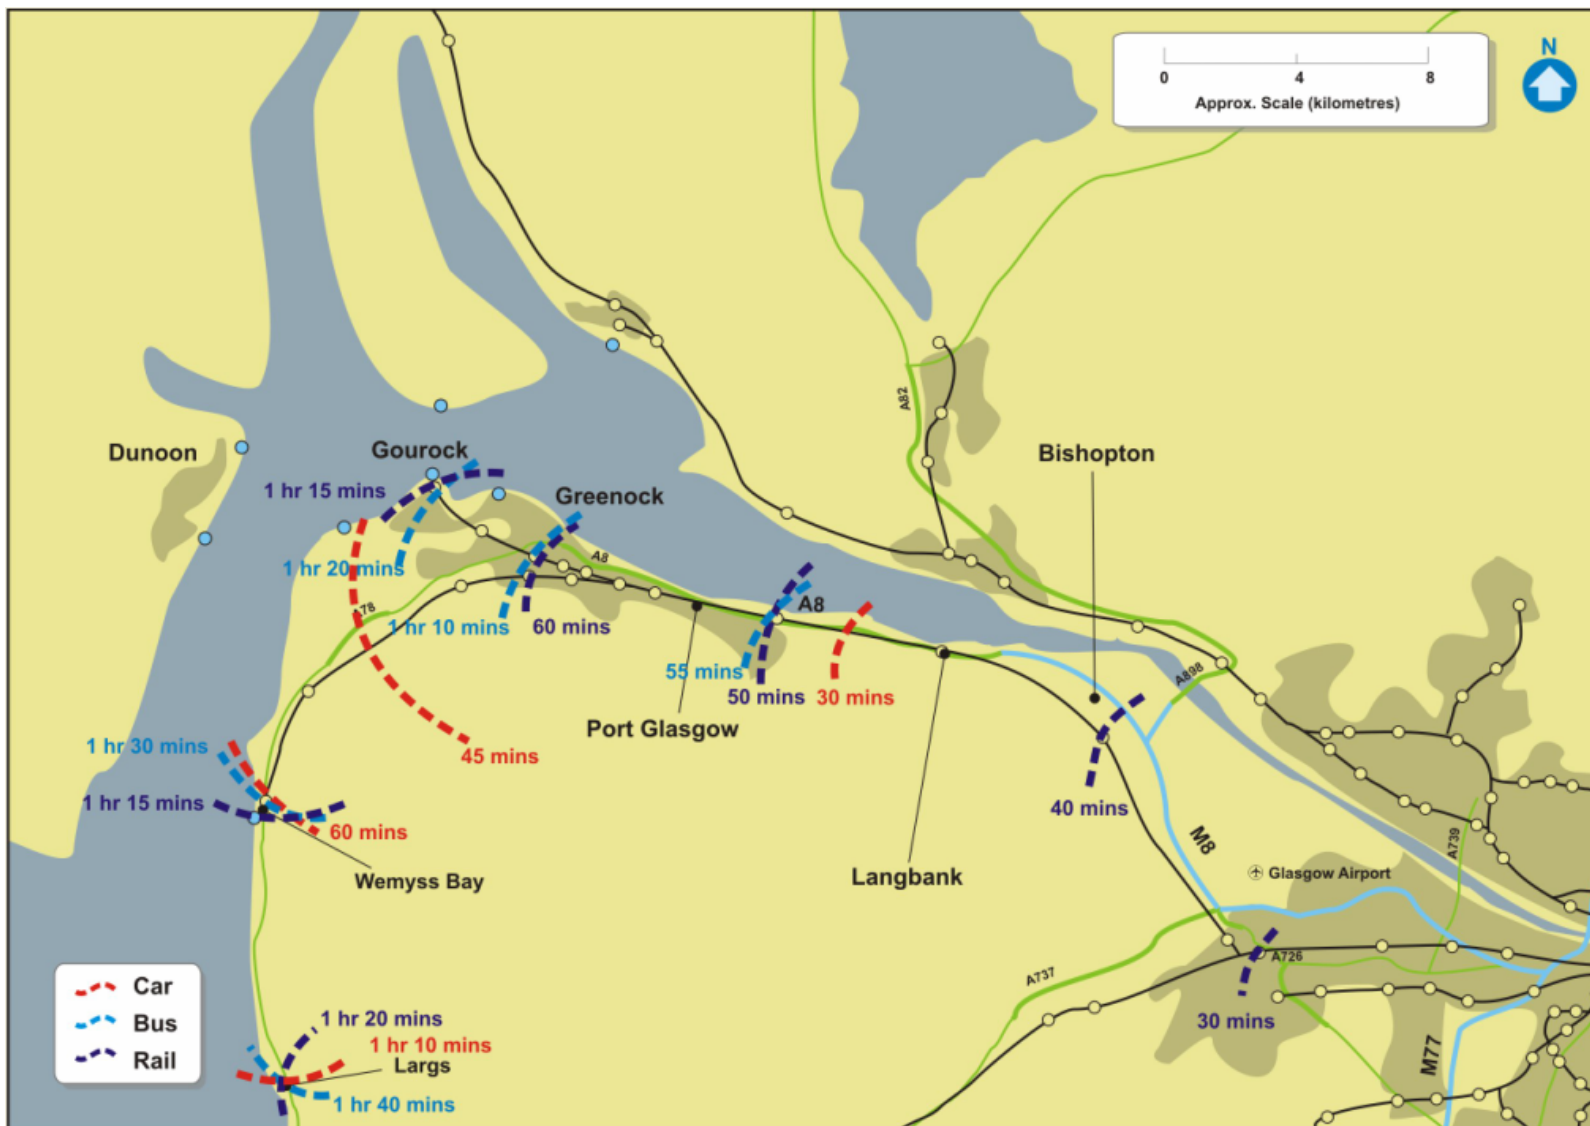 N
0 4 8
Approx. Scale (kilometres)
A82
Dunoon
Gourock
Bishopton
1 hr 15 mins
Greenock
A8
1 hr 20 mins
A78
A8
1 hr 10 mins
60 mins
55 mins
50 mins
30 mins
A898
Port Glasgow
1 hr 30 mins
45 mins
1 hr 15 mins
40 mins
60 mins
M8
A739
Wemyss Bay
Langbank
Glasgow Airport
A726
A737
Car
Bus
Rail
1 hr 20 mins
30 mins
1 hr 10 mins
Largs
M77
1 hr 40 mins